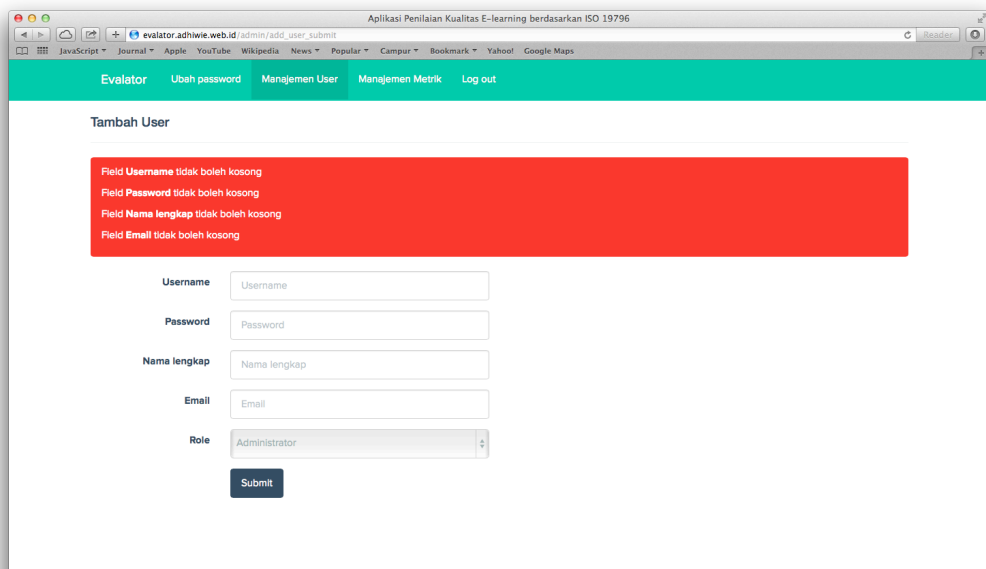 Aplikasi Penilaian Kualitas E-learning berdasarkan ISO 19796
evalator.adhiwie.web.id/admin/add_user_submit
Reader
JavaScript Journal Apple YouTube Wikipedia News Popular Campur Bookmark Yahoo! Google Maps
Evalator Ubah password Manajemen User Manajemen Metrik Log out
Tambah User
Field Username tidak boleh kosong
Field Password tidak boleh kosong
Field Nama lengkap tidak boleh kosong
Field Email tidak boleh kosong
Username Username
Password Password
Nama lengkap Nama lengkap
Email Email
Role Administrator
Submit